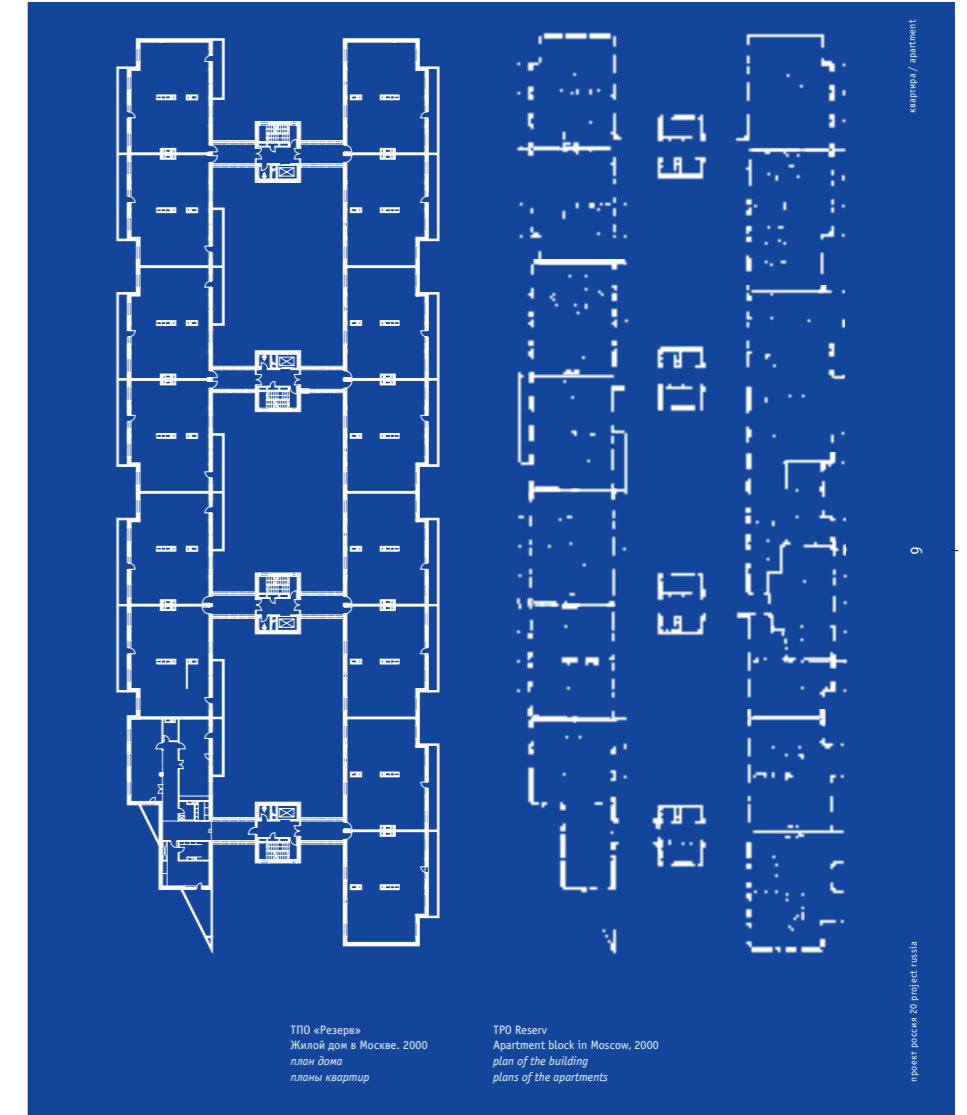 квартира / apartment
9
проект россия 20 project russia
ТПО «Резерв»
Жилой дом в Москве. 2000
план дома
планы квартир
TPO Reserv
Apartment block in Moscow, 2000
plan of the building
plans of the apartments